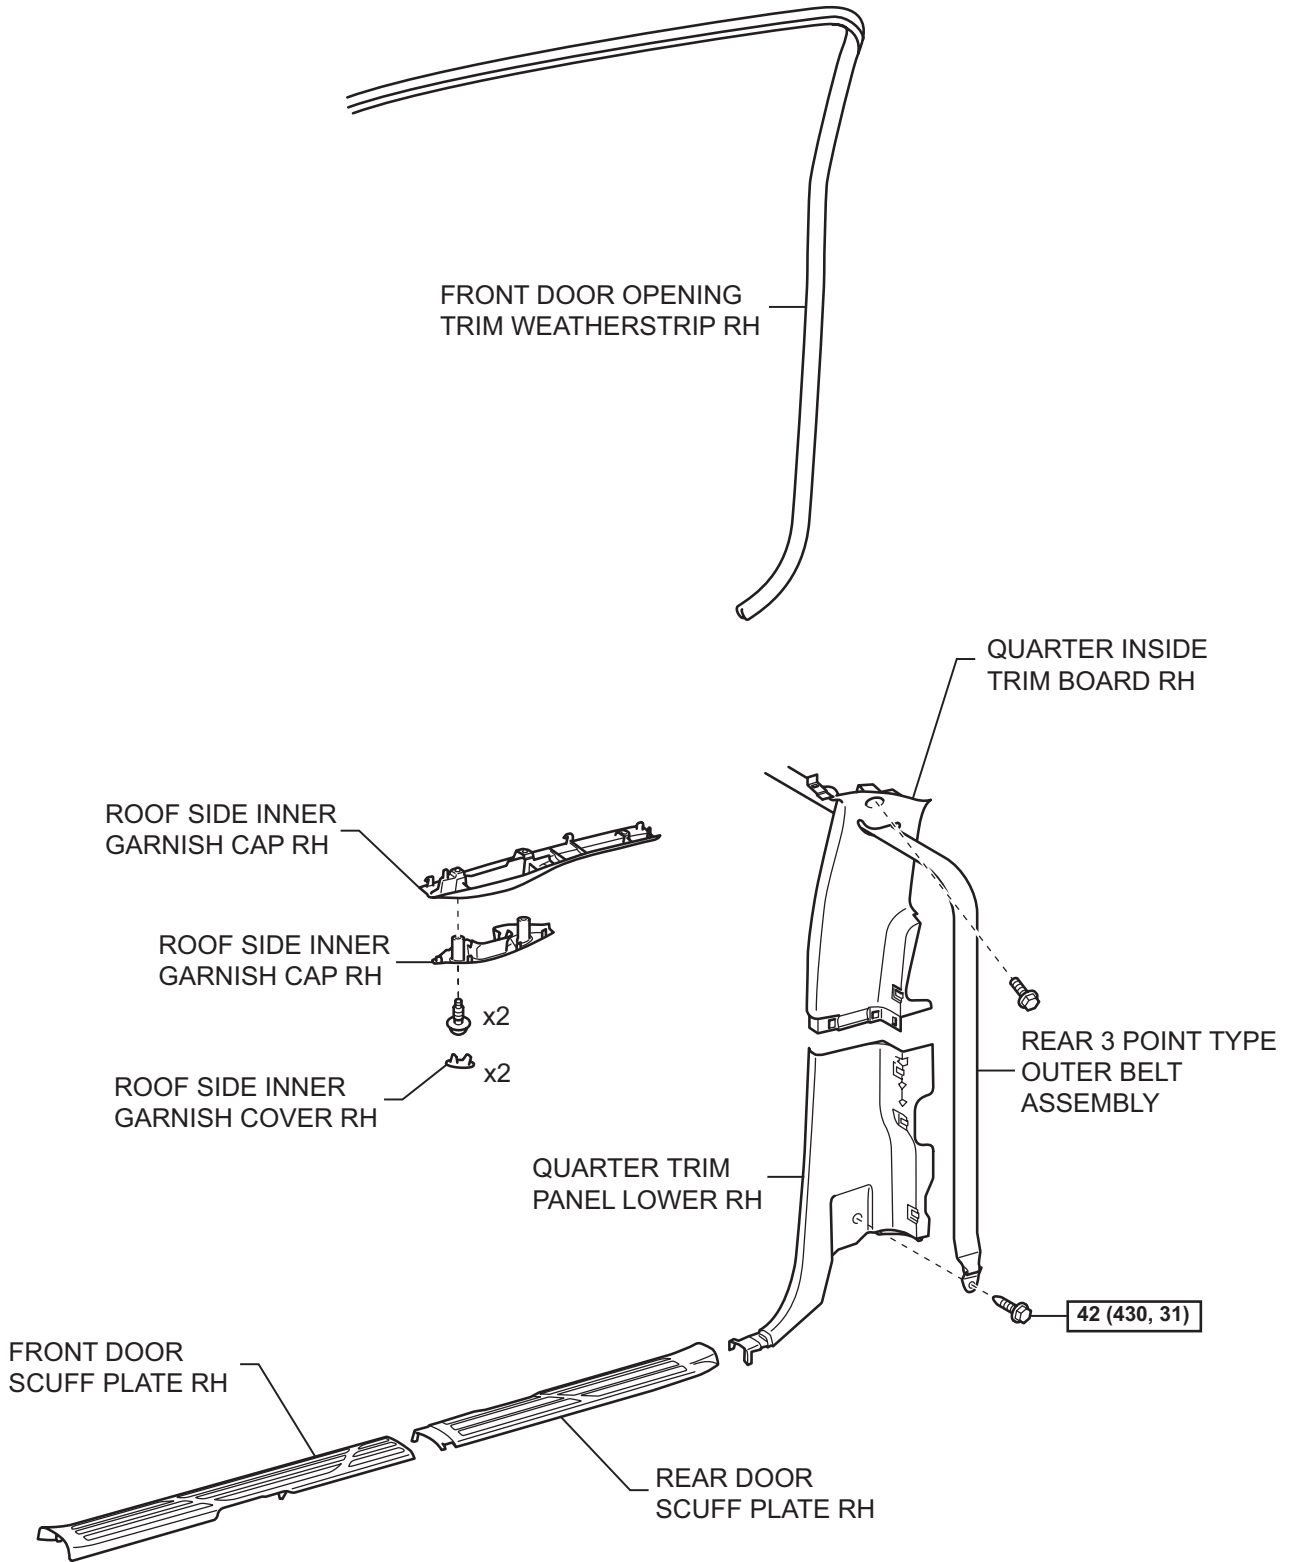 FRONT DOOR OPENING
TRIM WEATHERSTRIP RH
QUARTER INSIDE
TRIM BOARD RH
ROOF SIDE INNER
GARNISH CAP RH
ROOF SIDE INNER
GARNISH CAP RH
x2
x2
ROOF SIDE INNER
GARNISH COVER RH
REAR 3 POINT TYPE
OUTER BELT
ASSEMBLY
QUARTER TRIM
PANEL LOWER RH
42 (430, 31)
FRONT DOOR
SCUFF PLATE RH
REAR DOOR
SCUFF PLATE RH